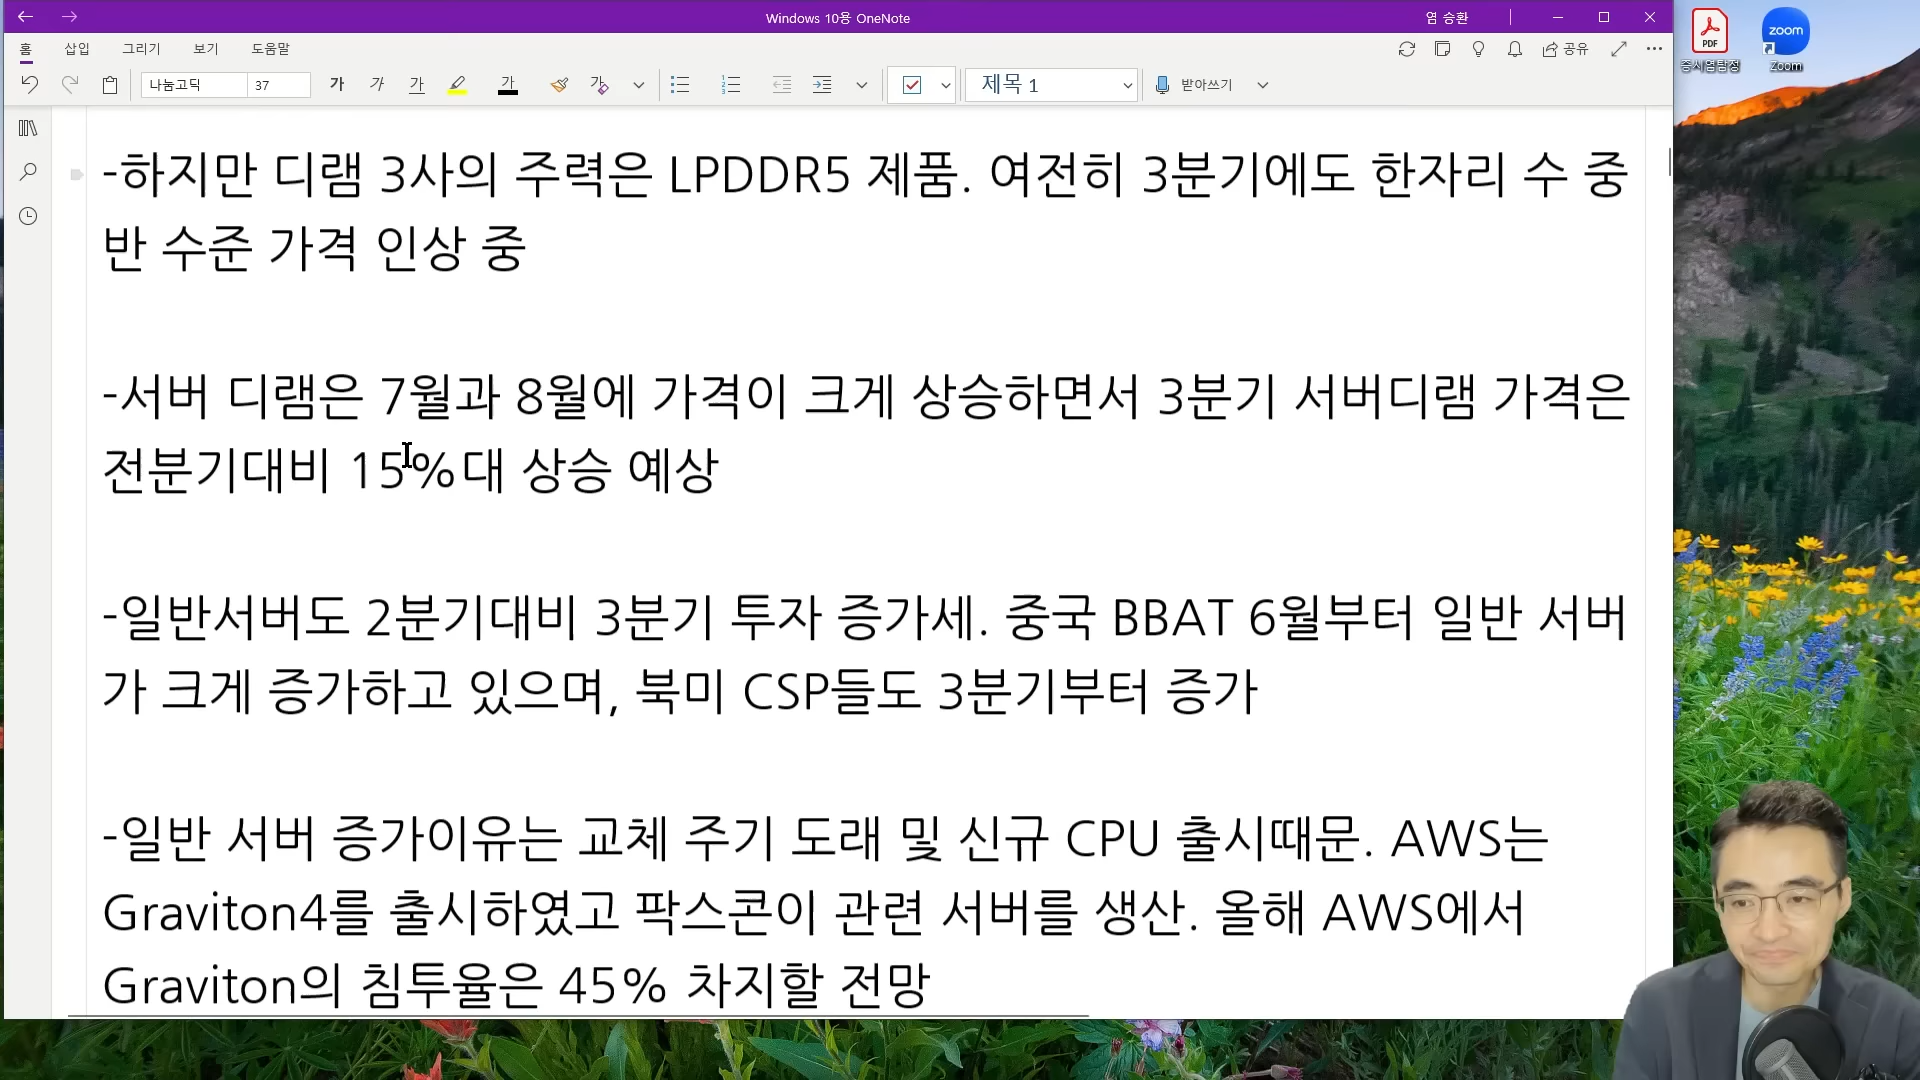 Windows 10용 OneNote
염 승환
홈 삽입 그리기 보기 도움말
공유
나눔고딕 37 가 가 가 가 가 제목 1 받아쓰기
-하지만 디램 3사의 주력은 LPDDR5 제품. 여전히 3분기에도 한자리 수 중
반 수준 가격 인상 중
-서버 디램은 7월과 8월에 가격이 크게 상승하면서 3분기 서버디램 가격은
전분기대비 15%대 상승 예상
-일반서버도 2분기대비 3분기 투자 증가세. 중국 BBAT 6월부터 일반 서버
가 크게 증가하고 있으며, 북미 CSP들도 3분기부터 증가
-일반 서버 증가이유는 교체 주기 도래 및 신규 CPU 출시때문. AWS는
Graviton4를 출시하였고 팍스콘이 관련 서버를 생산. 올해 AWS에서
Graviton의 침투율은 45% 차지할 전망
PDF
zoom
Zoom